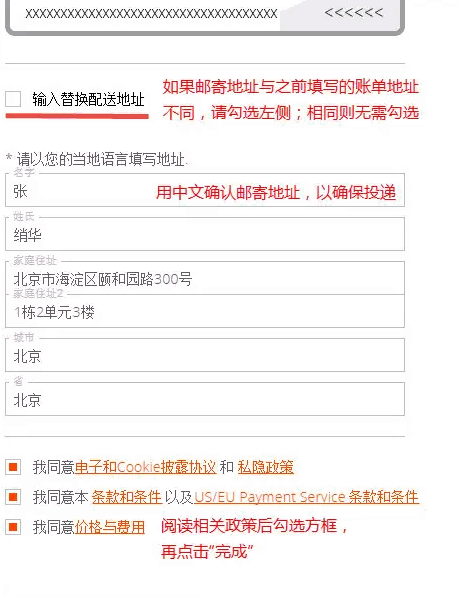 XXXXXXXXXXXXXXXXXXXXXXXXXXXXXXXXXXXX <<<<<<
输入替换配送地址
如果邮寄地址与之前填写的账单地址
不同，请勾选左侧；相同则无需勾选
* 请以您的当地语言填写地址.
名字
张
用中文确认邮寄地址，以确保投递
姓氏
绡华
家庭住址
北京市海淀区颐和园路300号
家庭住址2
1栋2单元3楼
城市
北京
省
北京
我同意电子和Cookie披露协议 和 私隐政策
我同意本 条款和条件 以及 US/EU Payment Service 条款和条件
我同意价格与费用
阅读相关政策后勾选方框，
再点击“完成”